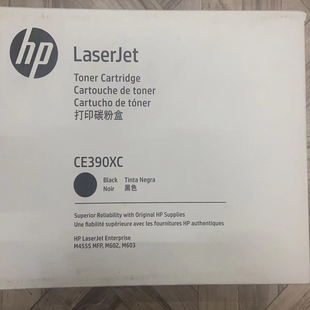 hp
LaserJet
Toner Cartridge
Cartouche de toner
Cartucho de tóner
打印碳粉盒
CE390XC
Black Tinta Negra
Noir 黑色
Superior Reliability with Original HP Supplies
Une fiabilité supérieure avec les fournitures HP authentiques
HP LaserJet Enterprise
M4555 MFP, M602, M603